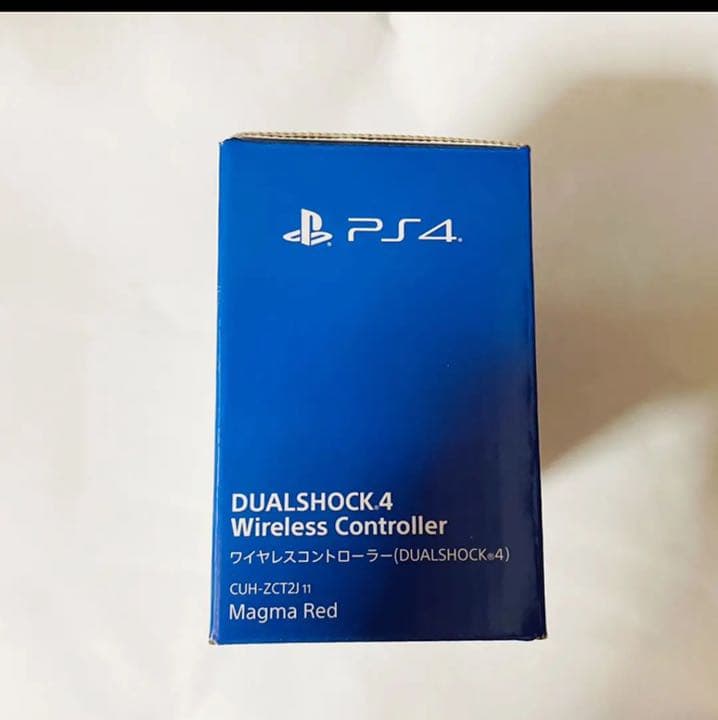 PS4®
DUALSHOCK®4
Wireless Controller
ワイヤレスコントローラー(DUALSHOCK®4)
CUH-ZCT2J 11
Magma Red